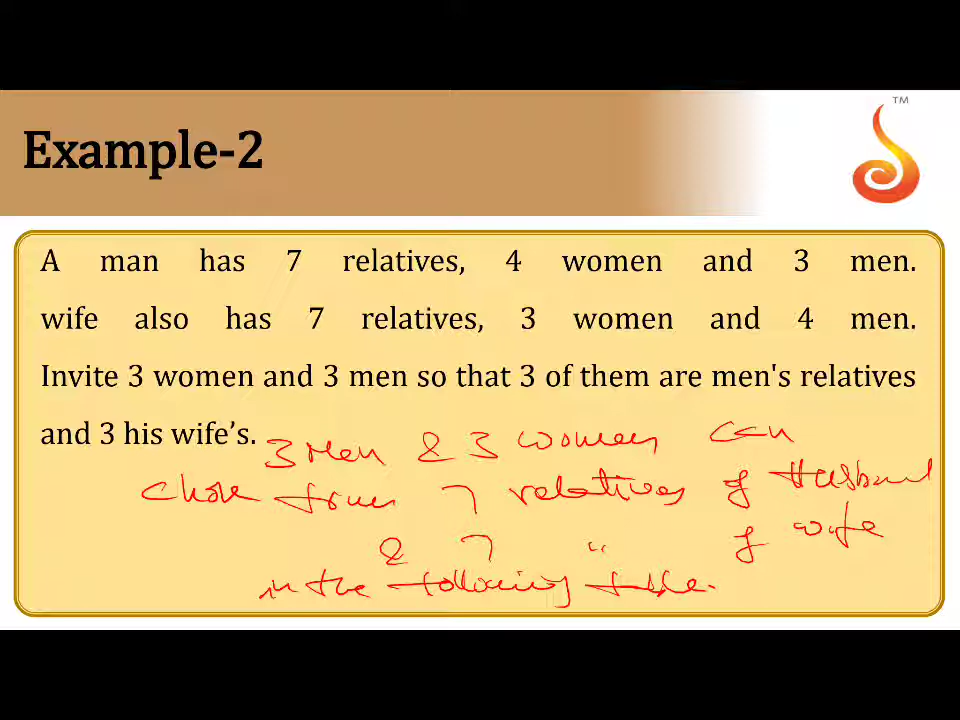 TM
Example-2
A man has 7 relatives, 4 women and 3 men.
wife also has 7 relatives, 3 women and 4 men.
Invite 3 women and 3 men so that 3 of them are men's relatives
and 3 his wife’s.
3 Men & 3 women can
chose from 7 relatives of Husband
& 7 " of wife
in the following table.